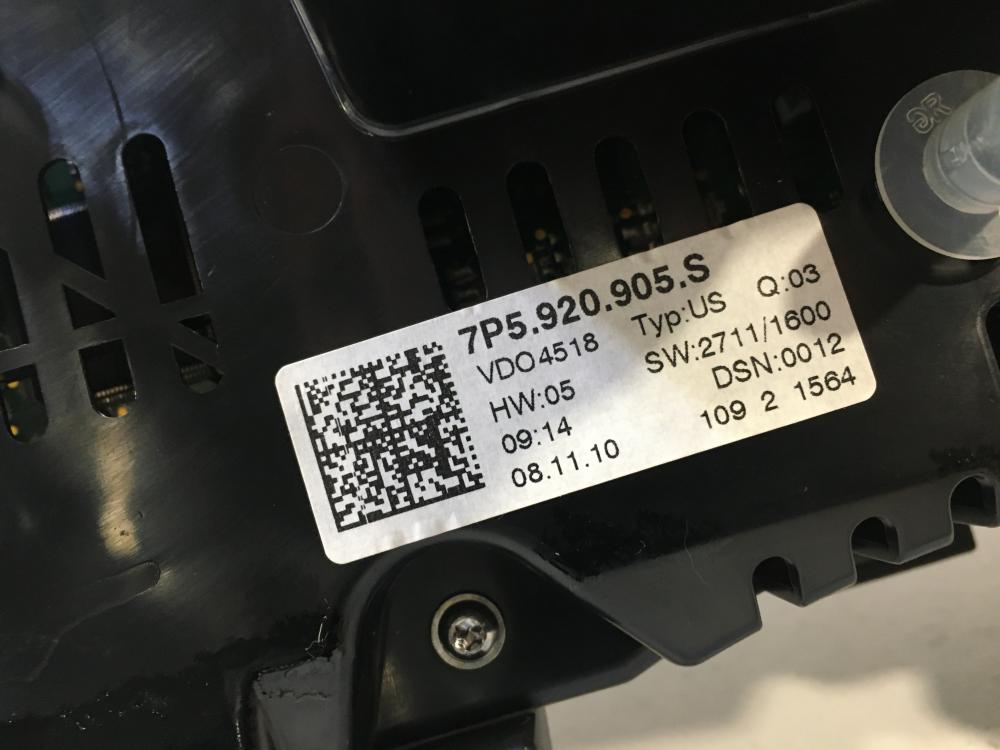 7P5.920.905.S
VDO4518 Typ:US Q:03
HW:05 SW:2711/1600
09:14 DSN:0012
08.11.10 109 2 1564